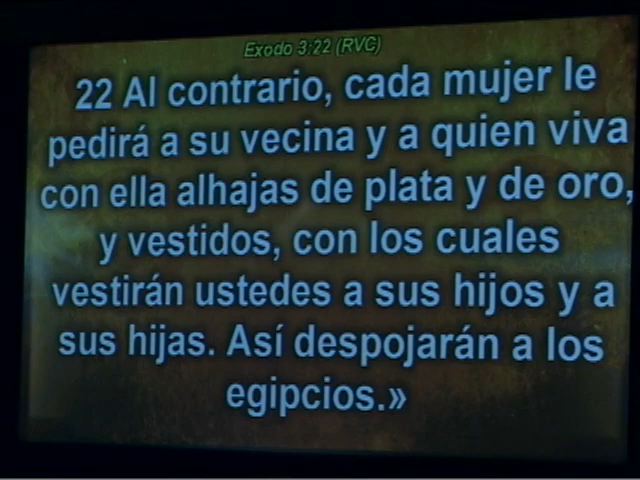 Exodo 3:22 (RVC)
22 Al contrario, cada mujer le
pedirá a su vecina y a quien viva
con ella alhajas de plata y de oro,
y vestidos, con los cuales
vestirán ustedes a sus hijos y a
sus hijas. Así despojarán a los
egipcios.»